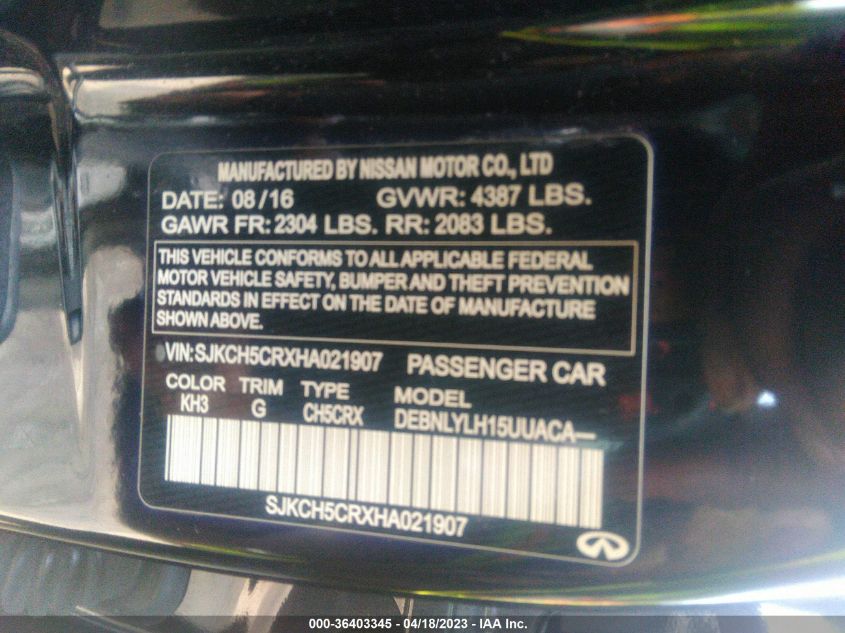 MANUFACTURED BY NISSAN MOTOR CO., LTD
DATE: 08/16 GVWR: 4387 LBS.
GAWR FR: 2304 LBS. RR: 2083 LBS.
THIS VEHICLE CONFORMS TO ALL APPLICABLE FEDERAL
MOTOR VEHICLE SAFETY, BUMPER AND THEFT PREVENTION
STANDARDS IN EFFECT ON THE DATE OF MANUFACTURE
SHOWN ABOVE.
VIN: SJKCH5CRXHA021907 PASSENGER CAR
COLOR TRIM TYPE MODEL
KH3 G CH5CRX DEBNLYLH15UUACA—
SJKCH5CRXHA021907
000-36403345 - 04/18/2023 - IAA Inc.